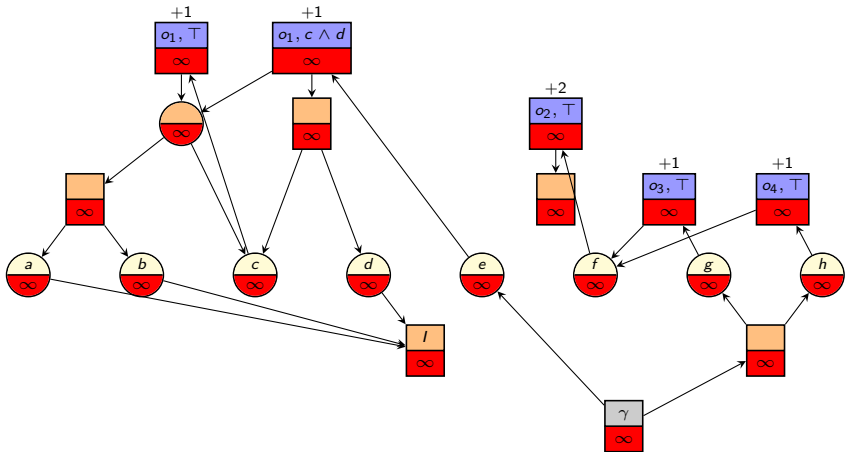 +1 +1
o₁, ⊤ o₁, c ∧ d
∞ ∞
+2
o₂, ⊤
∞ ∞ ∞
+1 +1
o₃, ⊤ o₄, ⊤
∞ ∞ ∞ ∞
a b c d e f g h
∞ ∞ ∞ ∞ ∞ ∞ ∞ ∞
I
∞ ∞
γ
∞